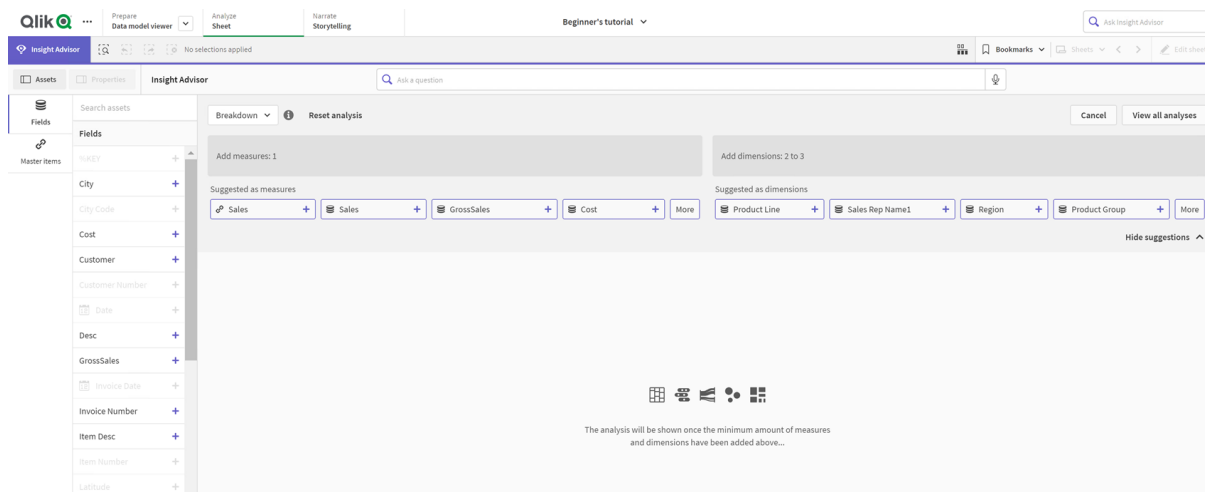 Qlik
...
Prepare
Data model viewer
Analyze
Sheet
Narrate
Storytelling
Beginner's tutorial
Ask Insight Advisor
Insight Advisor
No selections applied
Bookmarks
Sheets
Edit sheet
Assets
Properties
Insight Advisor
Ask a question
Fields
Master items
Search assets
Fields
%KEY
City
City Code
Cost
Customer
Customer Number
Date
Desc
GrossSales
Invoice Date
Invoice Number
Item Desc
Item Number
Latitude
Breakdown
Reset analysis
Cancel
View all analyses
Add measures: 1
Add dimensions: 2 to 3
Suggested as measures
Sales
Sales
GrossSales
Cost
More
Suggested as dimensions
Product Line
Sales Rep Name1
Region
Product Group
More
Hide suggestions
The analysis will be shown once the minimum amount of measures
and dimensions have been added above...